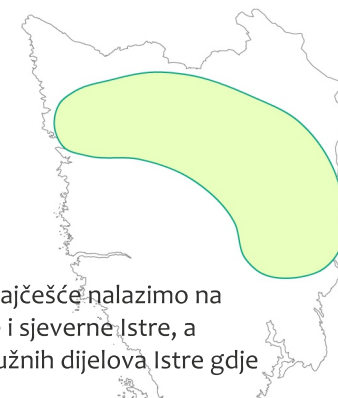 ajčešće nalazimo na
i sjeverne Istre, a
užnih dijelova Istre gdje